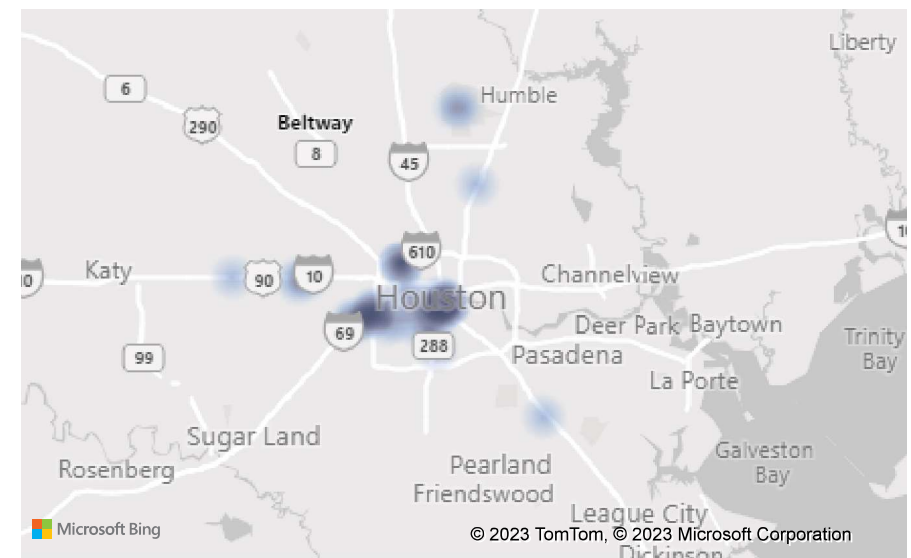 Liberty
6
Humble
290
Beltway
8
45
610
10
Katy
90
10
Channelview
Houston
69
288
Deer Park
Baytown
Trinity
Bay
99
Pasadena
La Porte
Sugar Land
Rosenberg
Pearland
Friendswood
Galveston
Bay
League City
Dickinson
Microsoft Bing
© 2023 TomTom, © 2023 Microsoft Corporation